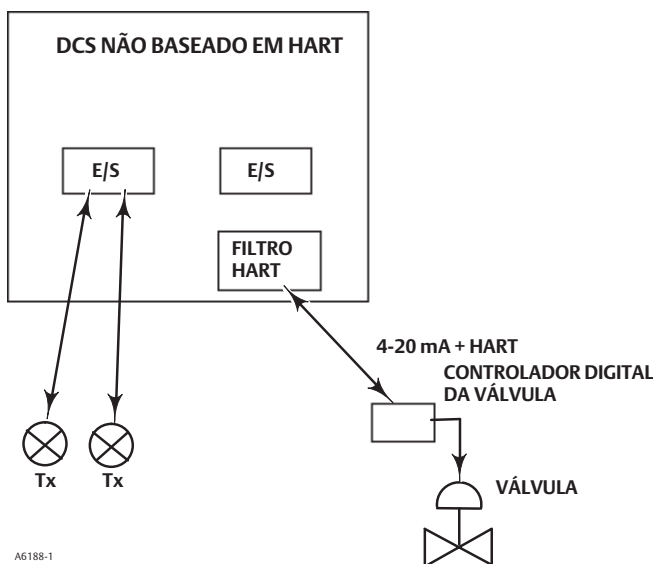 DCS NÃO BASEADO EM HART
E/S
E/S
FILTRO
HART
4-20 mA + HART
CONTROLADOR DIGITAL
DA VÁLVULA
Tx
Tx
VÁLVULA
A6188-1